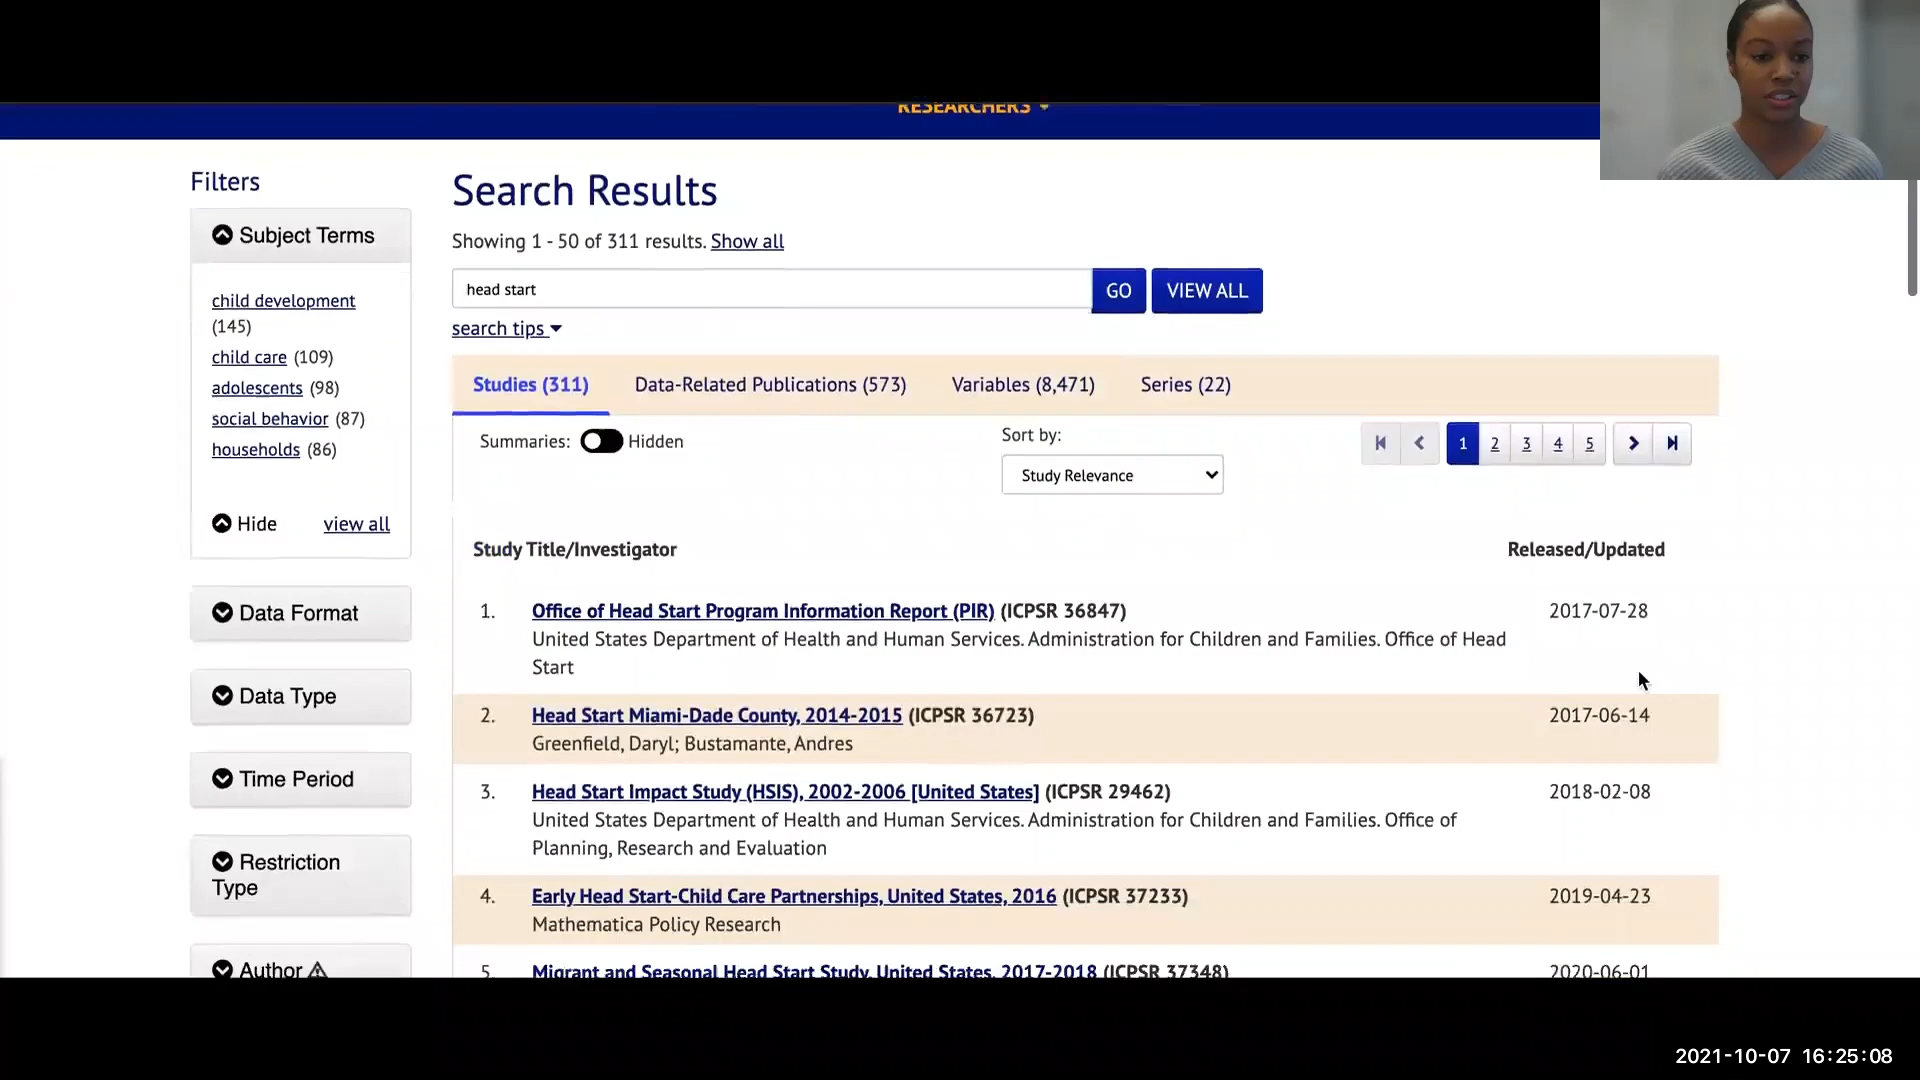 RESEARCHERS
Filters
Subject Terms
child development
(145)
child care (109)
adolescents (98)
social behavior (87)
households (86)
Hide view all
Data Format
Data Type
Time Period
Restriction
Type
Author
Search Results
Showing 1 - 50 of 311 results. Show all
head start GO VIEW ALL
search tips
Studies (311) Data-Related Publications (573) Variables (8,471) Series (22)
Summaries: Hidden
Sort by:
Study Relevance
1 2 3 4 5
Study Title/Investigator Released/Updated
1. Office of Head Start Program Information Report (PIR) (ICPSR 36847) 2017-07-28
United States Department of Health and Human Services. Administration for Children and Families. Office of Head
Start
2. Head Start Miami-Dade County, 2014-2015 (ICPSR 36723) 2017-06-14
Greenfield, Daryl; Bustamante, Andres
3. Head Start Impact Study (HSIS), 2002-2006 [United States] (ICPSR 29462) 2018-02-08
United States Department of Health and Human Services. Administration for Children and Families. Office of
Planning, Research and Evaluation
4. Early Head Start-Child Care Partnerships, United States, 2016 (ICPSR 37233) 2019-04-23
Mathematica Policy Research
5. Migrant and Seasonal Head Start Study, United States, 2017-2018 (ICPSR 37348) 2020-06-01
2021-10-07 16:25:08